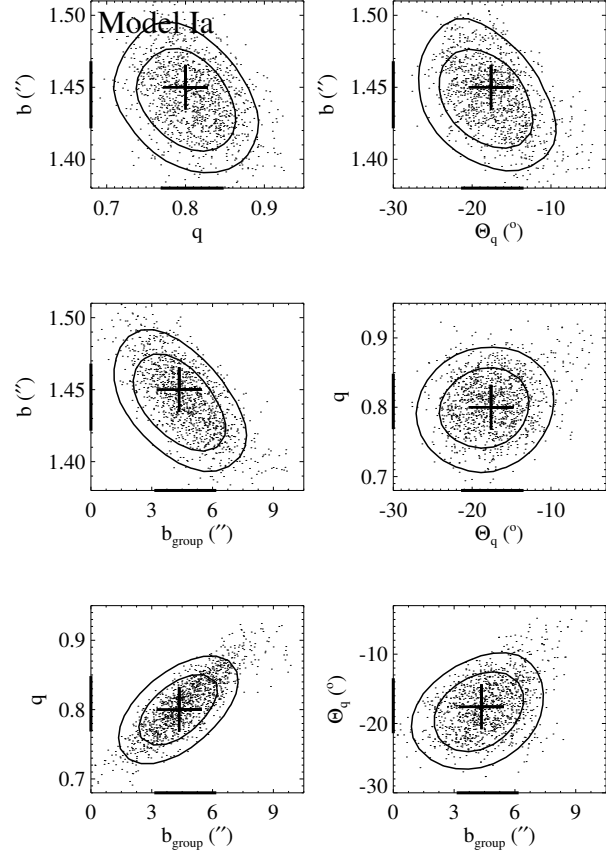 Model Ia
1.50
1.45
1.40
b (′′)
0.7 0.8 0.9
q
1.50
1.45
1.40
b (′′)
-30 -20 -10
Θq (o)
1.50
1.45
1.40
b (′′)
0 3 6 9
bgroup (′′)
0.9
0.8
0.7
q
-30 -20 -10
Θq (o)
0.9
0.8
0.7
q
0 3 6 9
bgroup (′′)
-10
-20
-30
Θq (o)
0 3 6 9
bgroup (′′)